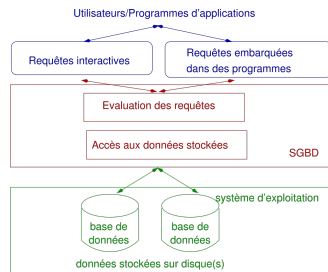 Utilisateurs/Programmes d'applications
Requêtes interactives
Requêtes embarquées
dans des programmes
Evaluation des requêtes
Accès aux données stockées
SGBD
système d'exploitation
base de
données
base de
données
données stockées sur disque(s)